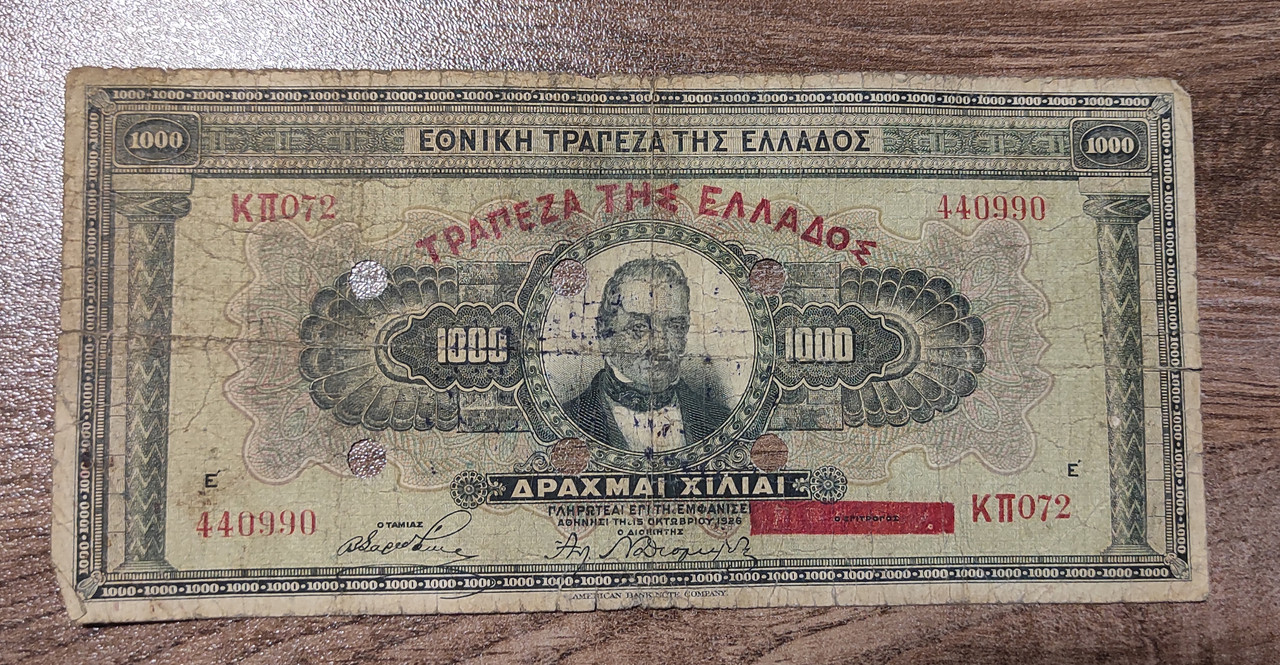 1000 ΕΘΝΙΚΗ ΤΡΑΠΕΖΑ ΤΗΣ ΕΛΛΑΔΟΣ 1000
ΚΠ072 440990
ΤΡΑΠΕΖΑ ΤΗΣ ΕΛΛΑΔΟΣ
1000 1000
Έ Έ
ΔΡΑΧΜΑΙ ΧΙΛΙΑΙ
440990 ΚΠ072
ΠΛΗΡΩΤΕΑΙ ΕΠΙ ΤΗ ΕΜΦΑΝΙΣΕΙ
ΑΘΗΝΗΣΙ ΤΗ 15 ΟΚΤΩΒΡΙΟΥ 1926
Ο ΤΑΜΙΑΣ Ο ΔΙΟΙΚΗΤΗΣ Ο ΕΠΙΤΡΟΠΟΣ
AMERICAN BANK NOTE COMPANY.